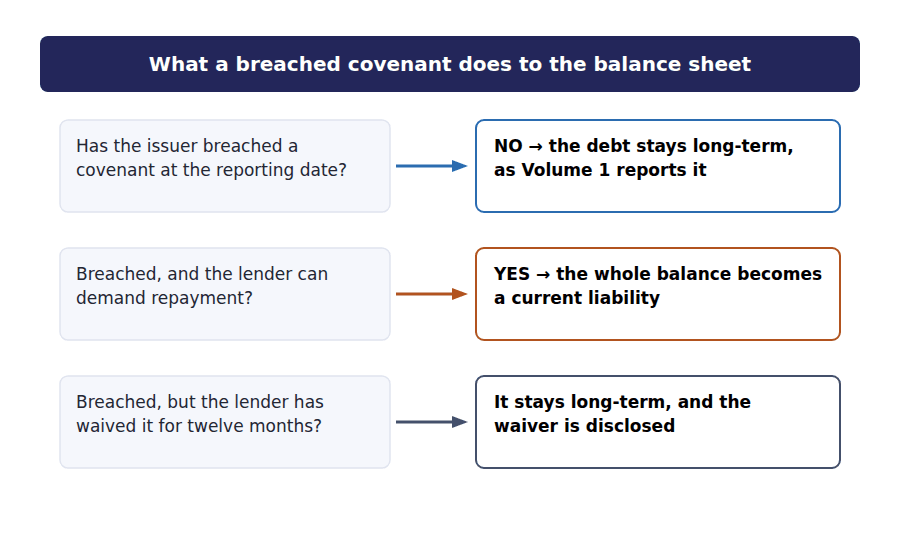 What a breached covenant does to the balance sheet
Has the issuer breached a
covenant at the reporting date?
NO → the debt stays long-term,
as Volume 1 reports it
Breached, and the lender can
demand repayment?
YES → the whole balance becomes
a current liability
Breached, but the lender has
waived it for twelve months?
It stays long-term, and the
waiver is disclosed